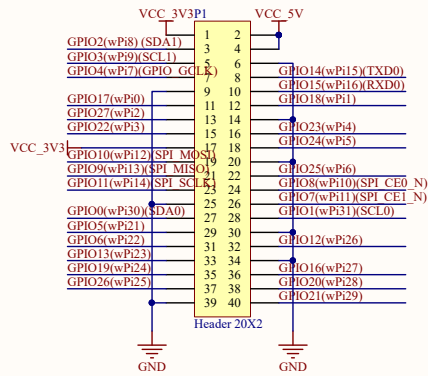 VCC_3V3 P1 VCC_5V
1 2
GPIO2(wPi8) (SDA1) 3 4
GPIO3(wPi9)(SCL1) 5 6
GPIO4(wPi7)(GPIO_GCLK) 7 8 GPIO14(wPi15)(TXD0)
9 10 GPIO15(wPi16)(RXD0)
GPIO17(wPi0) 11 12 GPIO18(wPi1)
GPIO27(wPi2) 13 14
GPIO22(wPi3) 15 16 GPIO23(wPi4)
VCC_3V3 17 18 GPIO24(wPi5)
GPIO10(wPi12)(SPI_MOSI) 19 20
GPIO9(wPi13)(SPI_MISO) 21 22 GPIO25(wPi6)
GPIO11(wPi14)(SPI_SCLK) 23 24 GPIO8(wPi10)(SPI_CE0_N)
25 26 GPIO7(wPi11)(SPI_CE1_N)
GPIO0(wPi30)(SDA0) 27 28 GPIO1(wPi31)(SCL0)
GPIO5(wPi21) 29 30
GPIO6(wPi22) 31 32 GPIO12(wPi26)
GPIO13(wPi23) 33 34
GPIO19(wPi24) 35 36 GPIO16(wPi27)
GPIO26(wPi25) 37 38 GPIO20(wPi28)
39 40 GPIO21(wPi29)
Header 20X2
GND GND